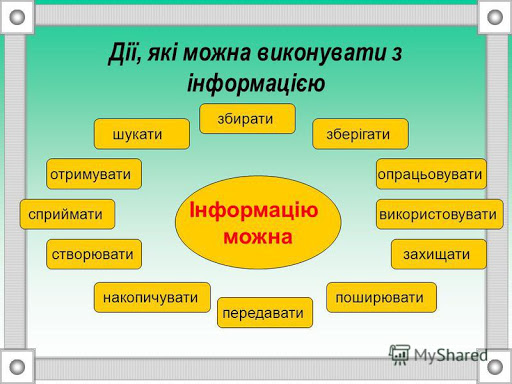 Дії, які можна виконувати з
інформацією
збирати
шукати
зберігати
отримувати
опрацьовувати
Інформацію
можна
сприймати
використовувати
створювати
захищати
накопичувати
поширювати
передавати
MyShared